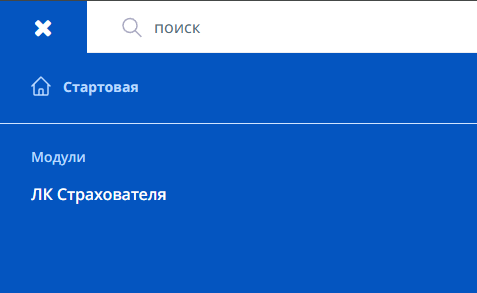 поиск
Стартовая
Модули
ЛК Страхователя